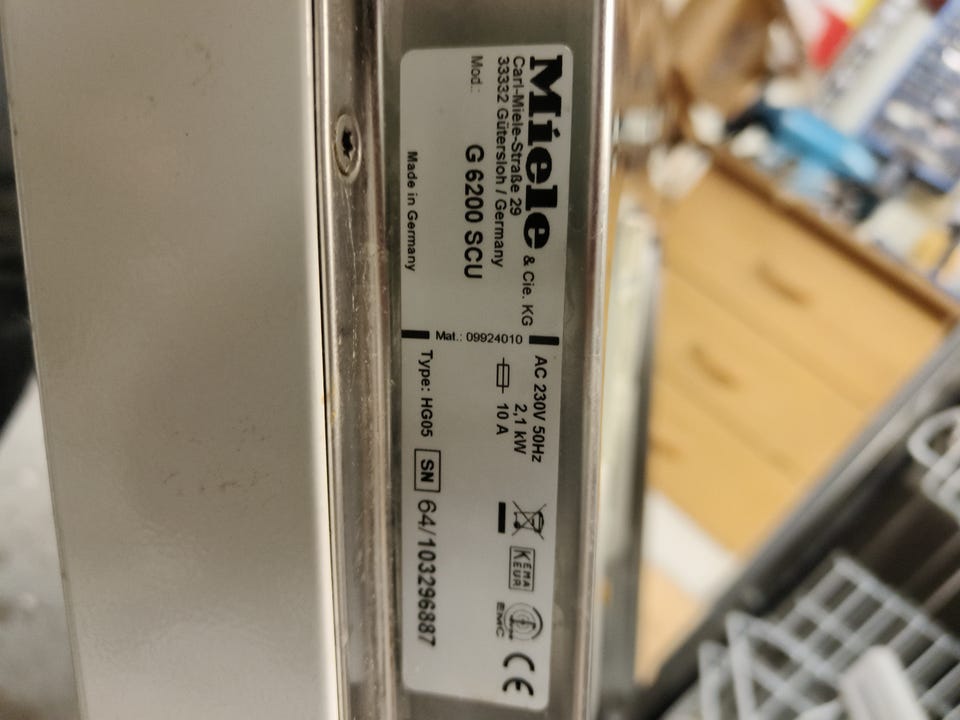 Miele & Cie. KG
Carl-Miele-Straße 29
33332 Gütersloh / Germany
Mod.: G 6200 SCU
Made in Germany
Mat.: 09924010
AC 230V 50Hz
2,1 kW
10 A
Type: HG05 SN 64/103296887
KEMA
KEUR
EMC
CE